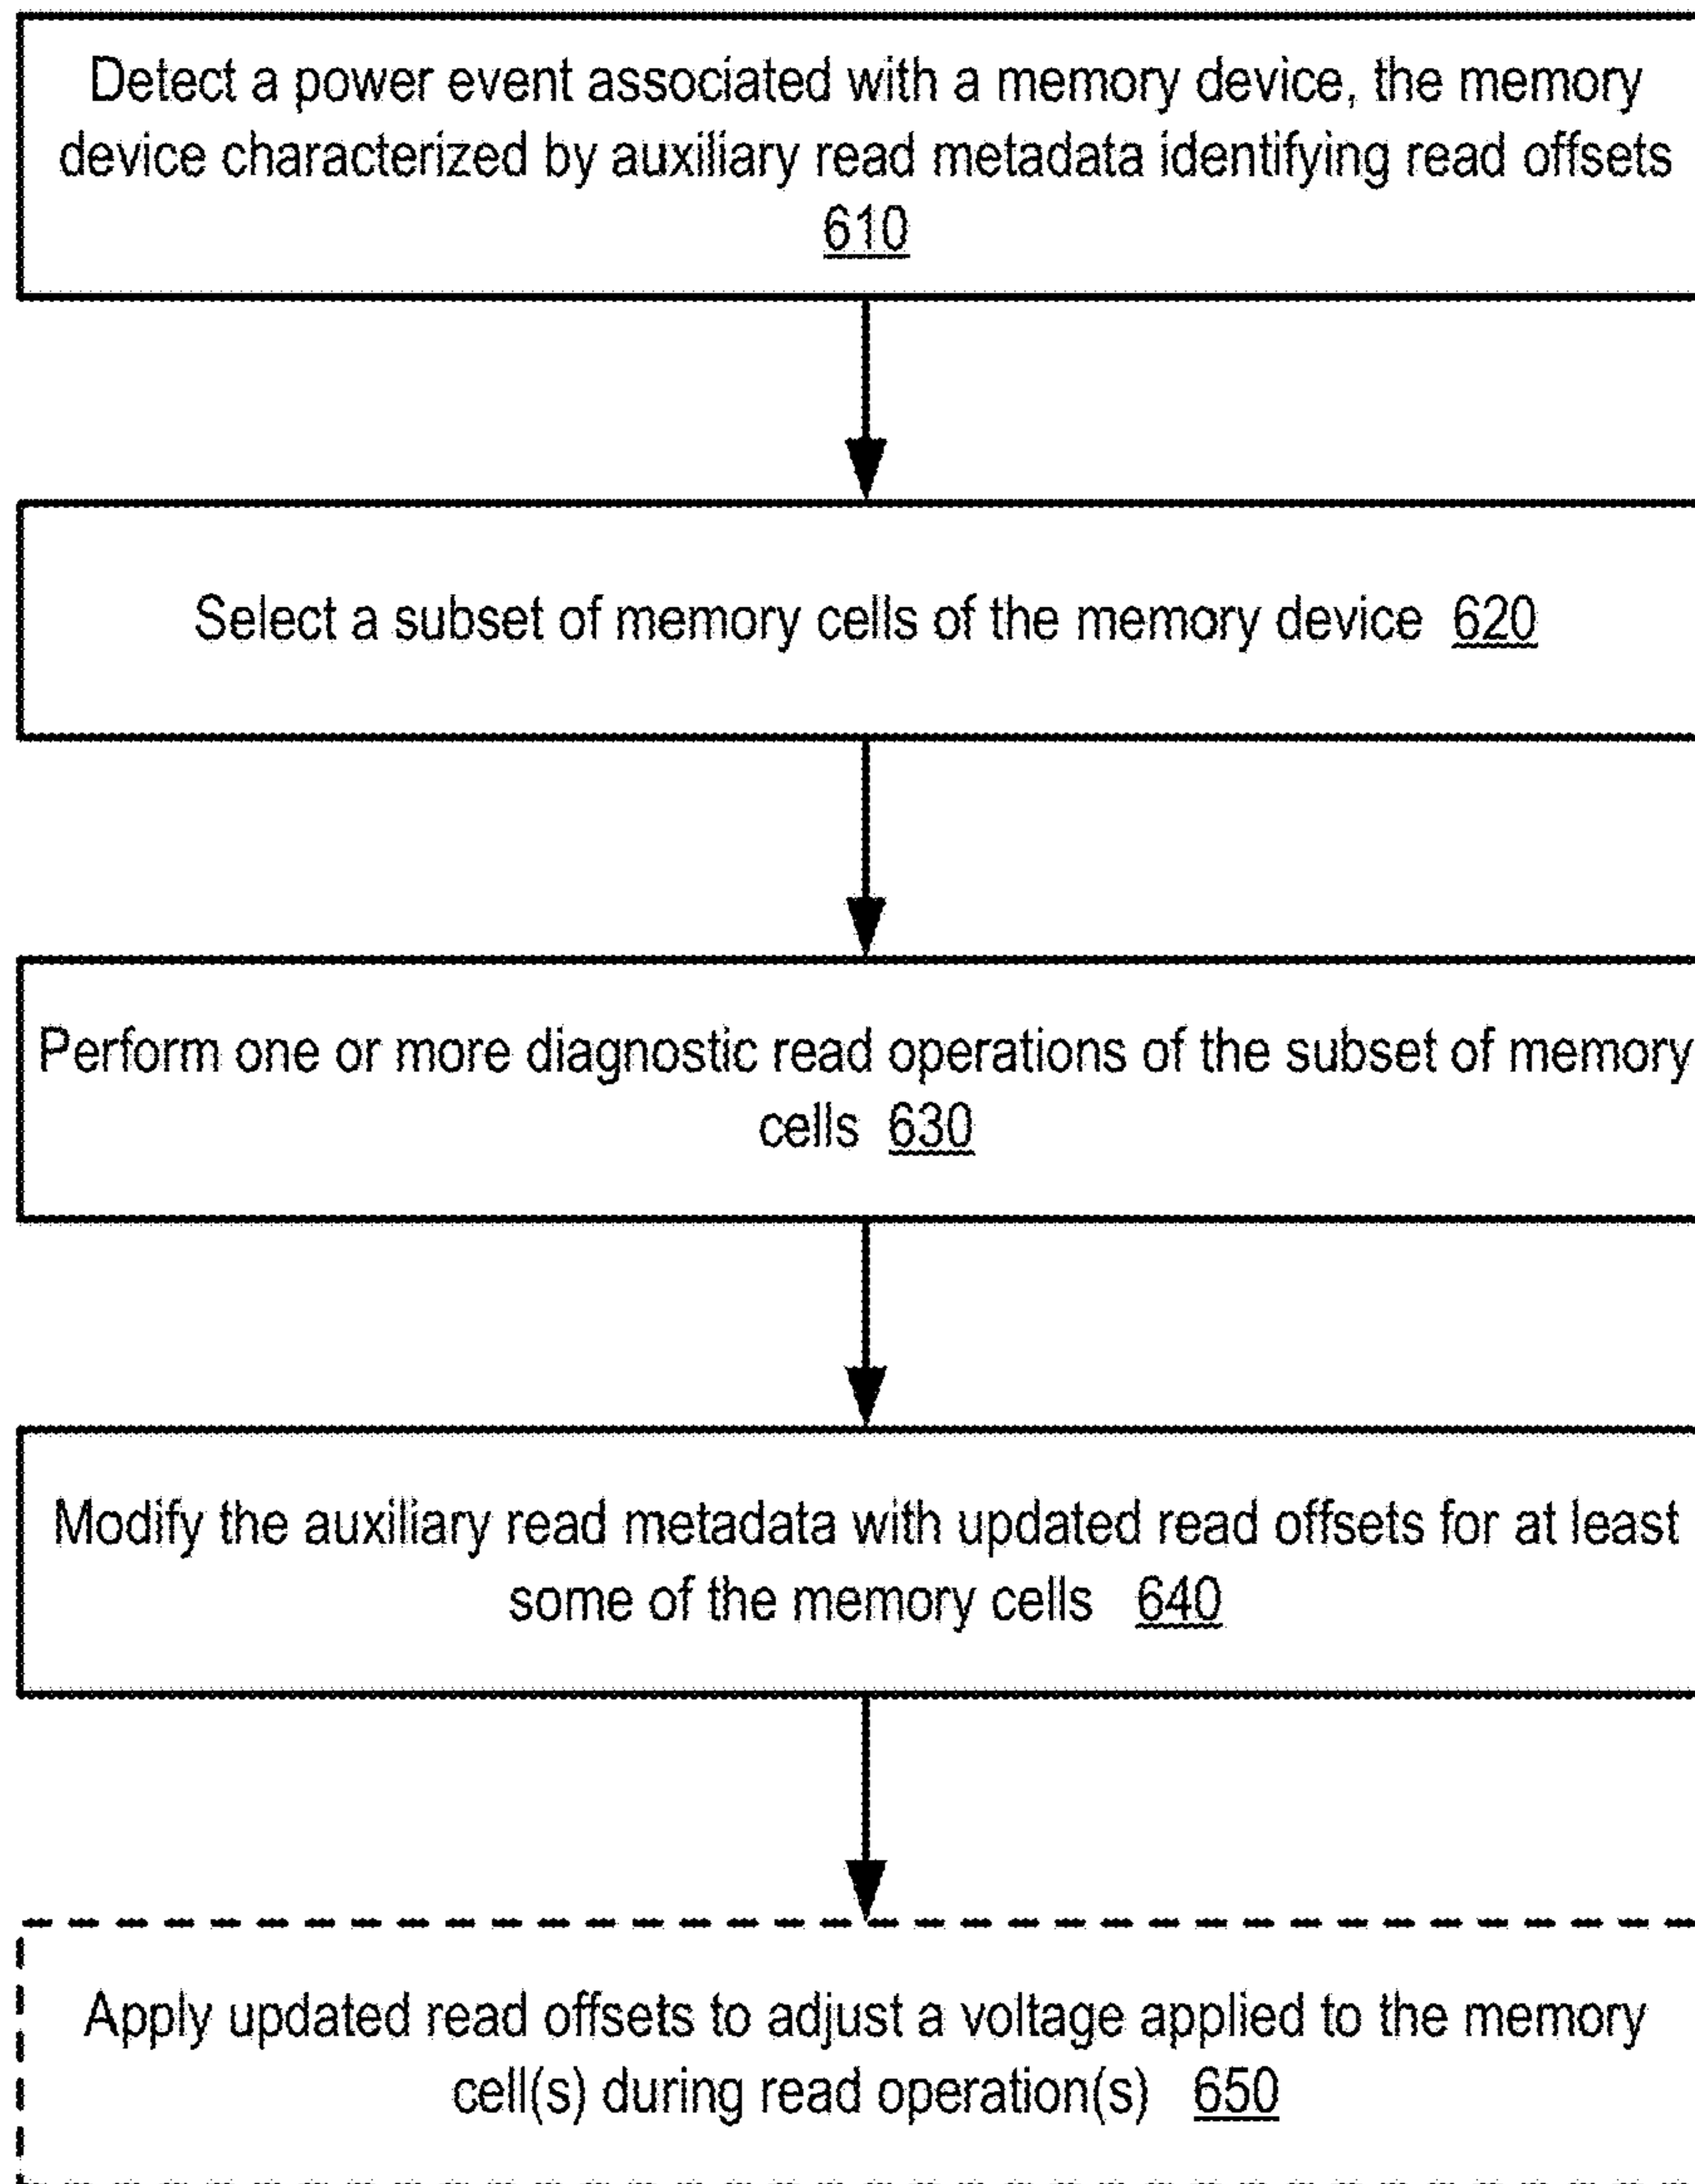 Detect a power event associated with a memory device, the memory
device characterized by auxiliary read metadata identifying read offsets
610
Select a subset of memory cells of the memory device 620
Perform one or more diagnostic read operations of the subset of memory
cells 630
Modify the auxiliary read metadata with updated read offsets for at least
some of the memory cells 640
Apply updated read offsets to adjust a voltage applied to the memory
cell(s) during read operation(s) 650